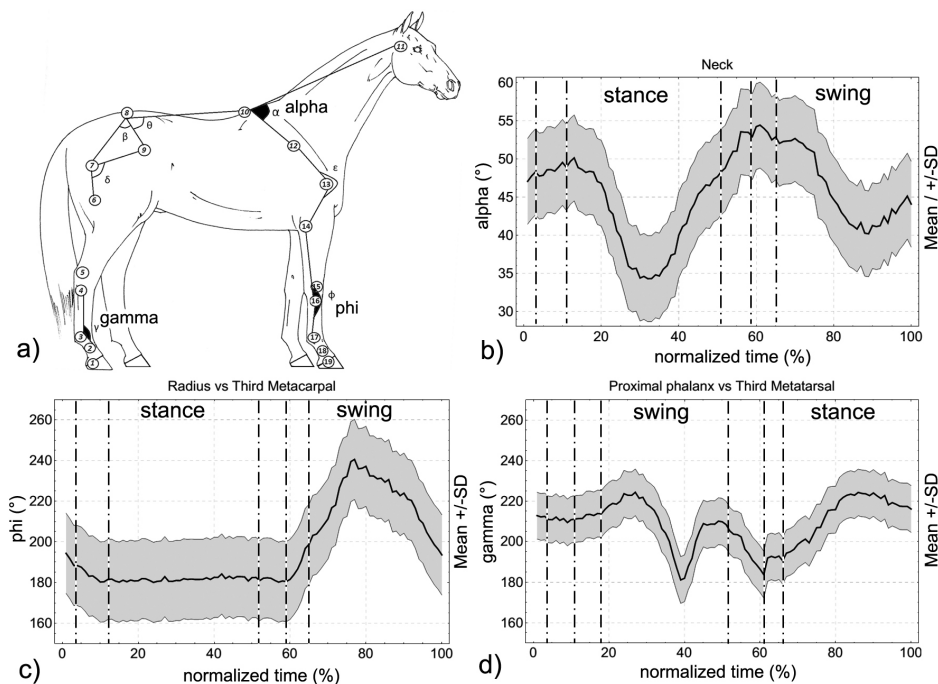 a)
11
8
θ
10
α
alpha
β
9
12
7
ε
δ
13
6
14
5
15
4
ϕ
16
phi
γ
gamma
3
17
2
18
1
19
b)
Neck
stance
swing
alpha (°)
60
55
50
45
40
35
30
0
20
40
60
80
100
normalized time (%)
Mean / +/-SD
c)
Radius vs Third Metacarpal
stance
swing
phi (°)
260
240
220
200
180
160
0
20
40
60
80
100
normalized time (%)
Mean +/-SD
d)
Proximal phalanx vs Third Metatarsal
swing
stance
gamma (°)
260
240
220
200
180
160
0
20
40
60
80
100
normalized time (%)
Mean +/-SD